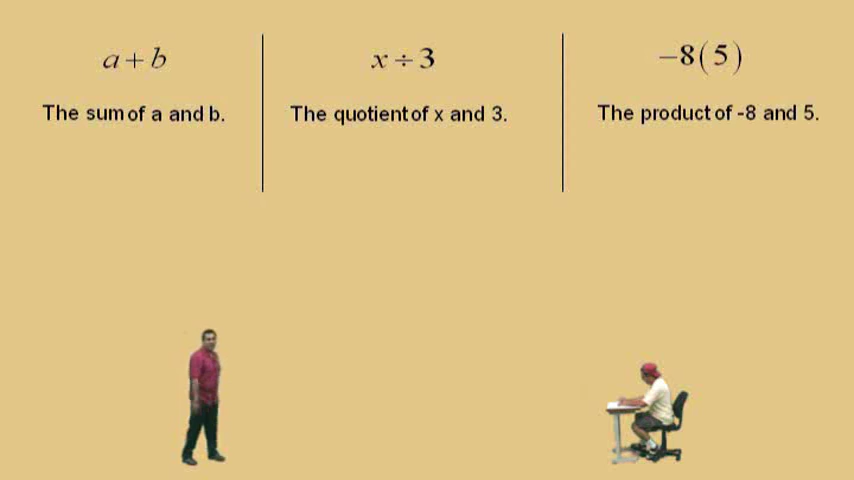 a + b
The sum of a and b.
x ÷ 3
The quotient of x and 3.
−8(5)
The product of -8 and 5.